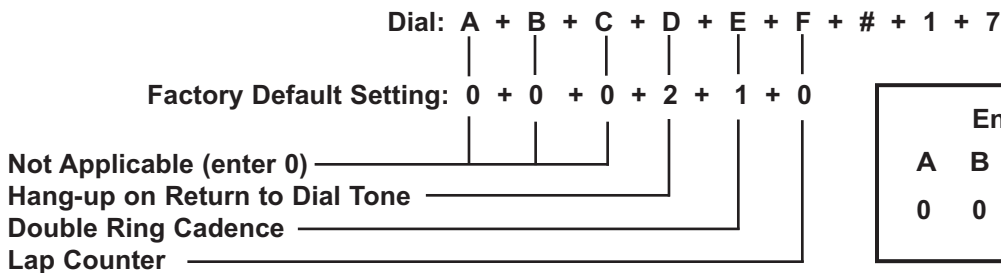 Dial: A + B + C + D + E + F + # + 1 + 7
Factory Default Setting: 0 + 0 + 0 + 2 + 1 + 0
Not Applicable (enter 0)
Hang-up on Return to Dial Tone
Double Ring Cadence
Lap Counter
A B
0 0